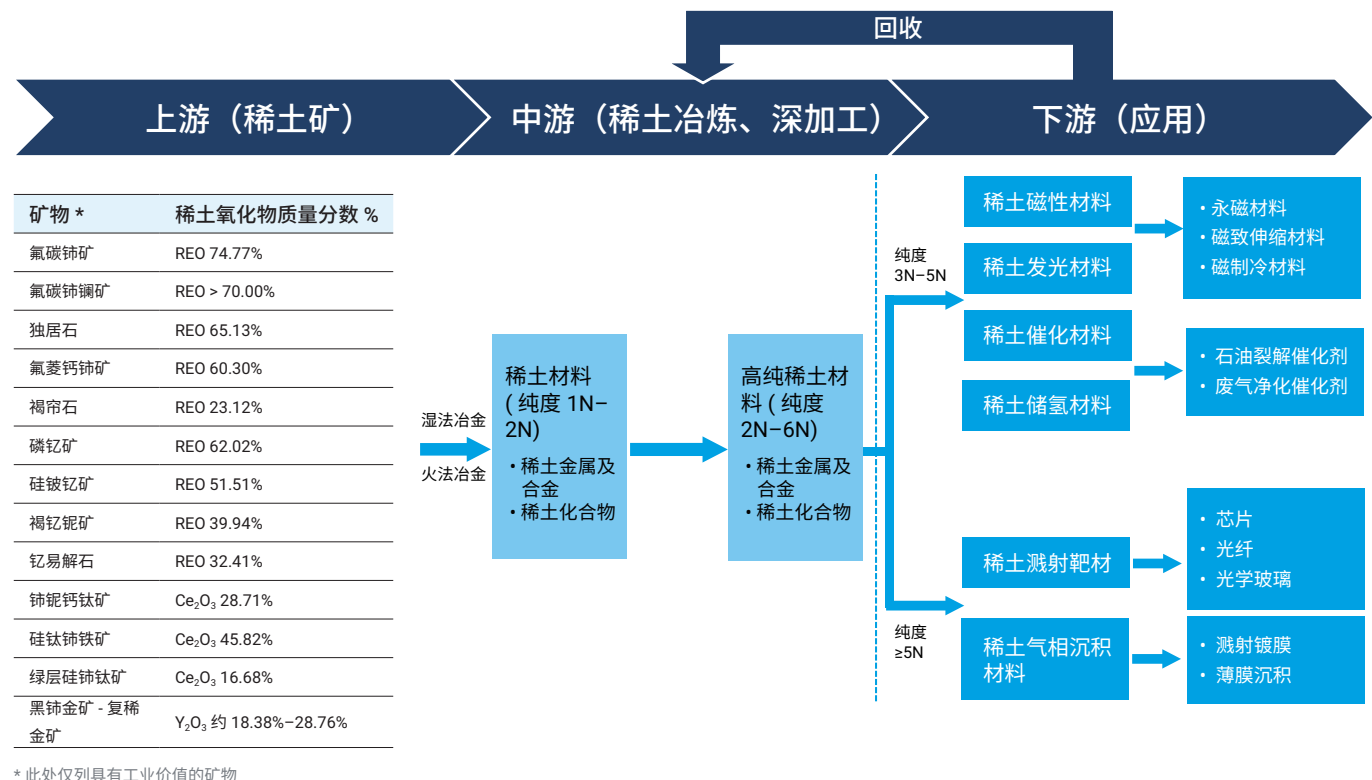 回收
上游（稀土矿）
中游（稀土冶炼、深加工）
下游（应用）
矿物 * 稀土氧化物质量分数 %
氟碳铈矿 REO 74.77%
氟碳铈镧矿 REO > 70.00%
独居石 REO 65.13%
氟菱钙铈矿 REO 60.30%
褐帘石 REO 23.12%
磷钇矿 REO 62.02%
硅铍钇矿 REO 51.51%
褐钇铌矿 REO 39.94%
钇易解石 REO 32.41%
铈铌钙钛矿 Ce₂O₃ 28.71%
硅钛铈铁矿 Ce₂O₃ 45.82%
绿层硅铈钛矿 Ce₂O₃ 16.68%
黑铈金矿 - 复稀
金矿 Y₂O₃ 约 18.38%–28.76%
* 此处仅列具有工业价值的矿物
湿法冶金
火法冶金
稀土材料
( 纯度 1N–
2N)
• 稀土金属及
合金
• 稀土化合物
高纯稀土材
料 ( 纯度
2N–6N)
• 稀土金属及
合金
• 稀土化合物
纯度
3N–5N
纯度
≥5N
稀土磁性材料
稀土发光材料
稀土催化材料
稀土储氢材料
稀土溅射靶材
稀土气相沉积
材料
• 永磁材料
• 磁致伸缩材料
• 磁制冷材料
• 石油裂解催化剂
• 废气净化催化剂
• 芯片
• 光纤
• 光学玻璃
• 溅射镀膜
• 薄膜沉积